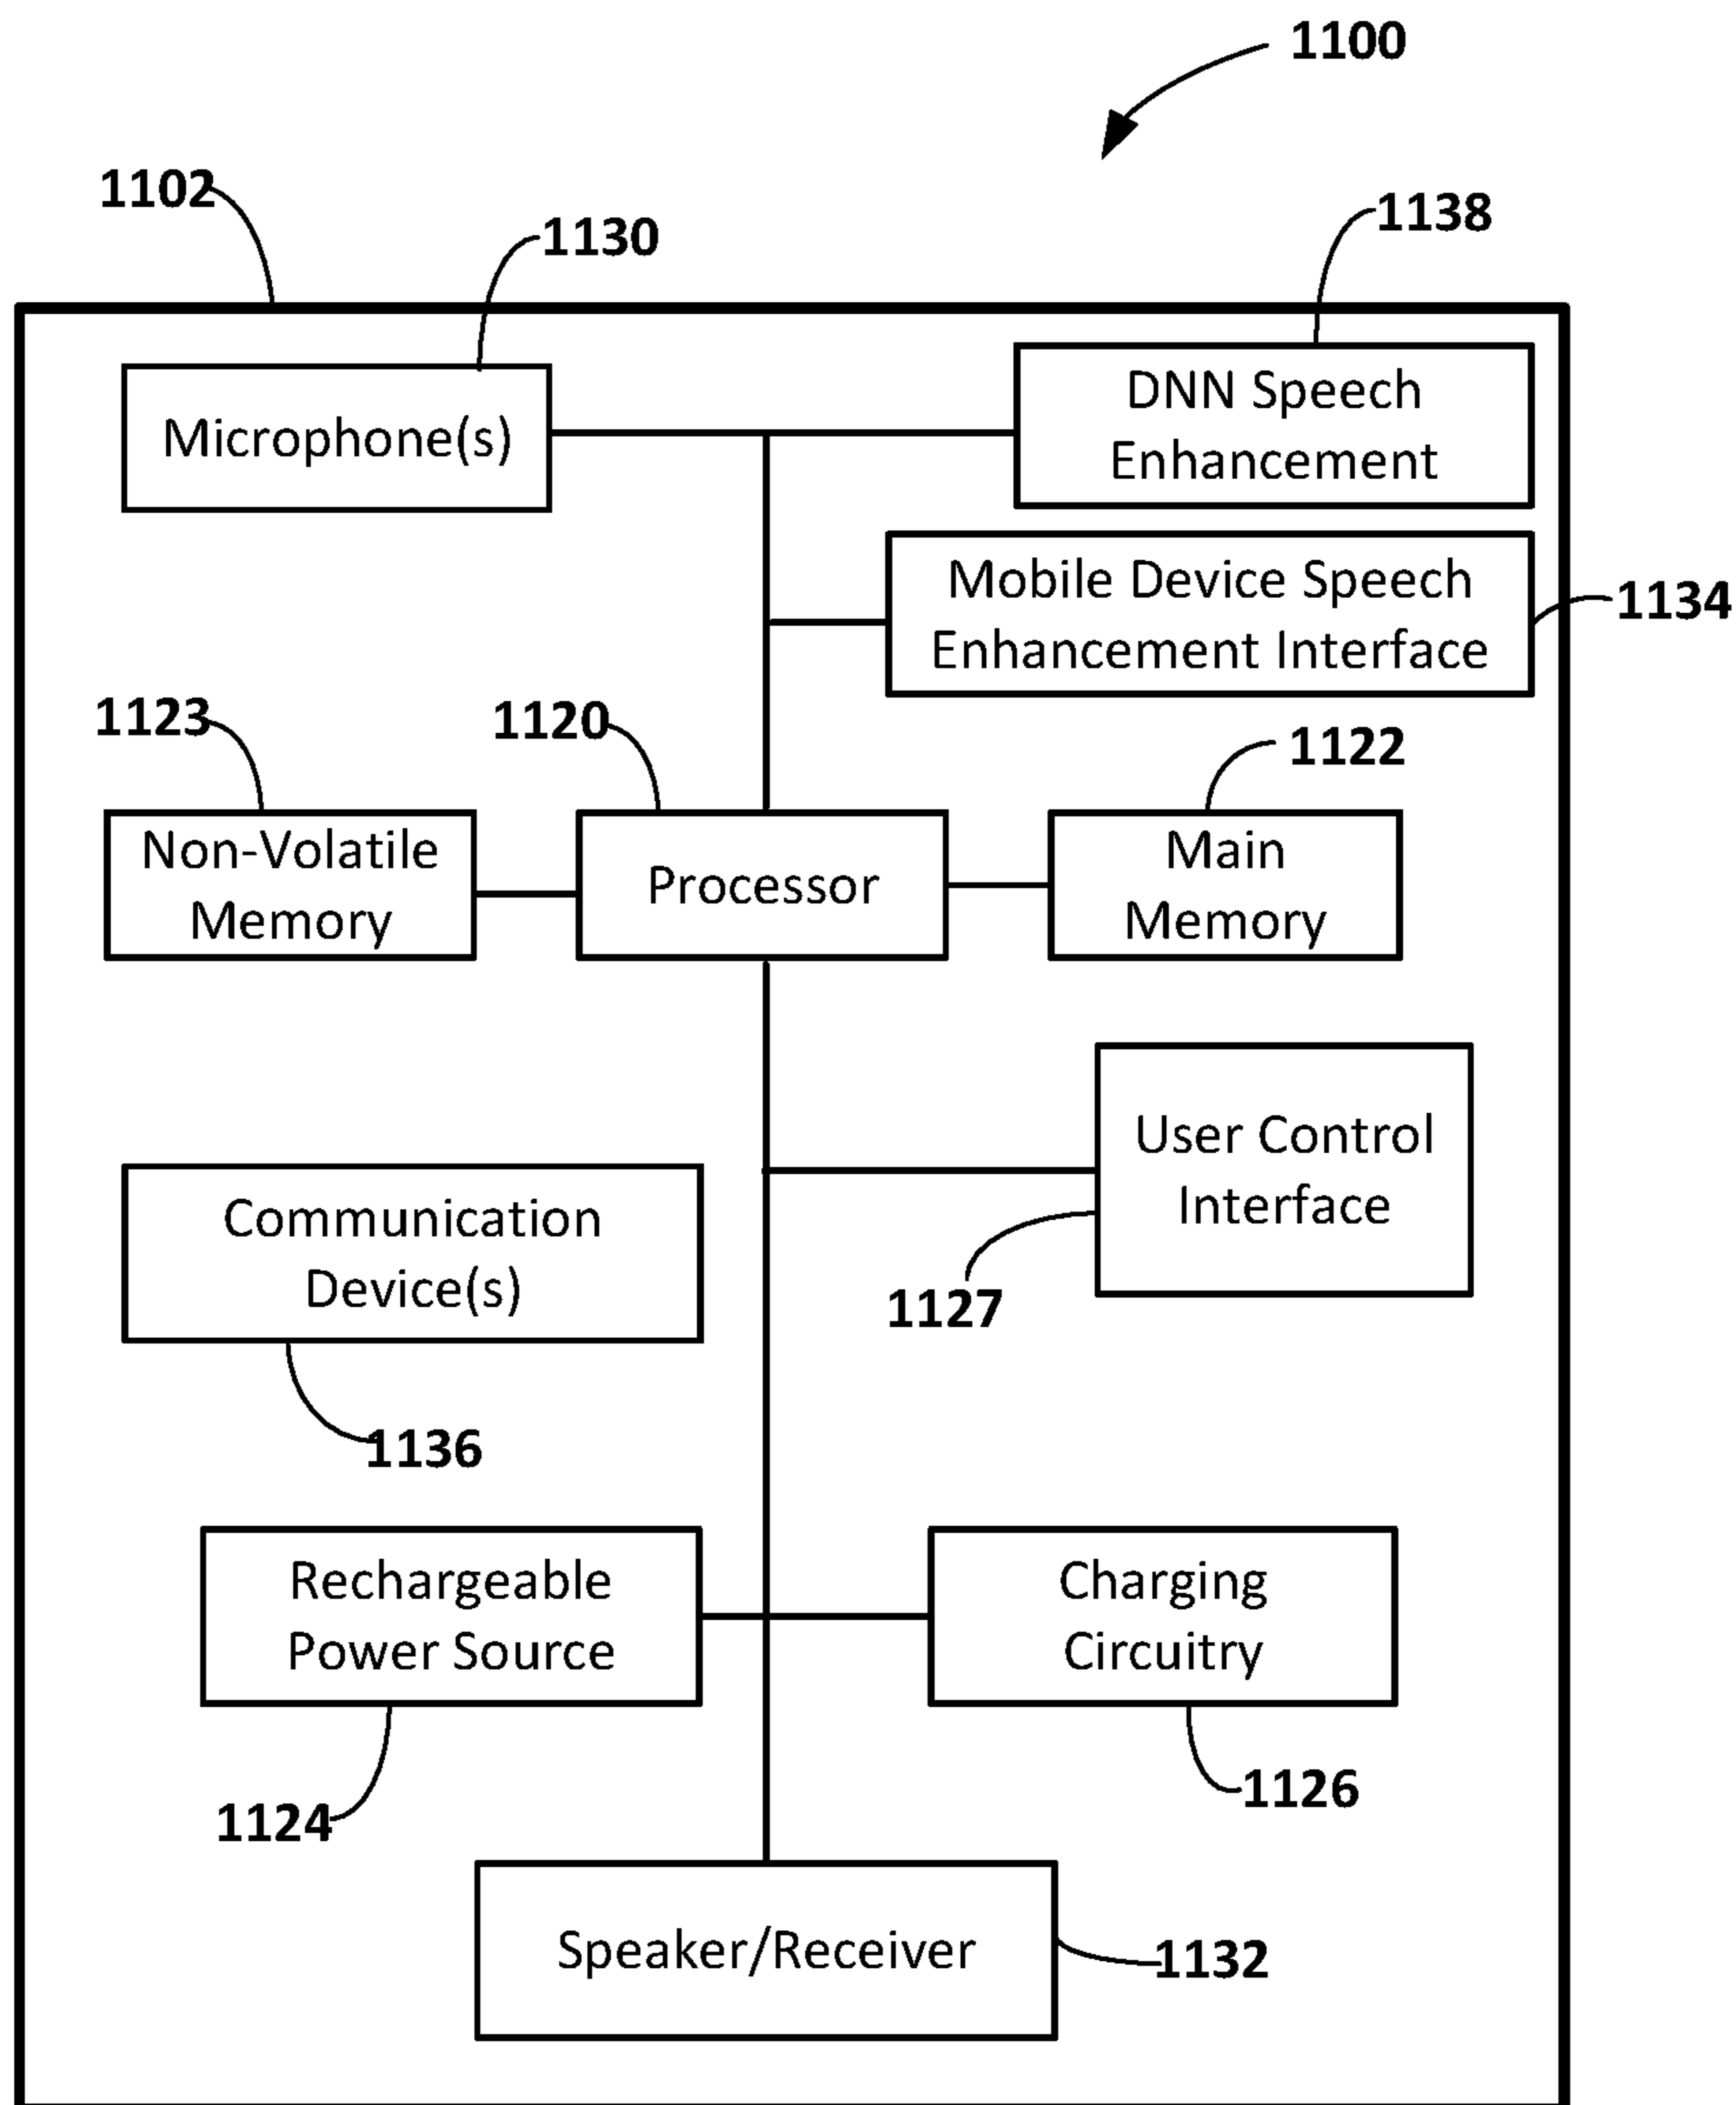 1100
1102
1130
1138
Microphone(s)
DNN Speech
Enhancement
Mobile Device Speech
Enhancement Interface
1134
1123
1120
1122
Non-Volatile
Memory
Processor
Main
Memory
User Control
Interface
1127
Communication
Device(s)
1136
Rechargeable
Power Source
Charging
Circuitry
1124
1126
Speaker/Receiver
1132